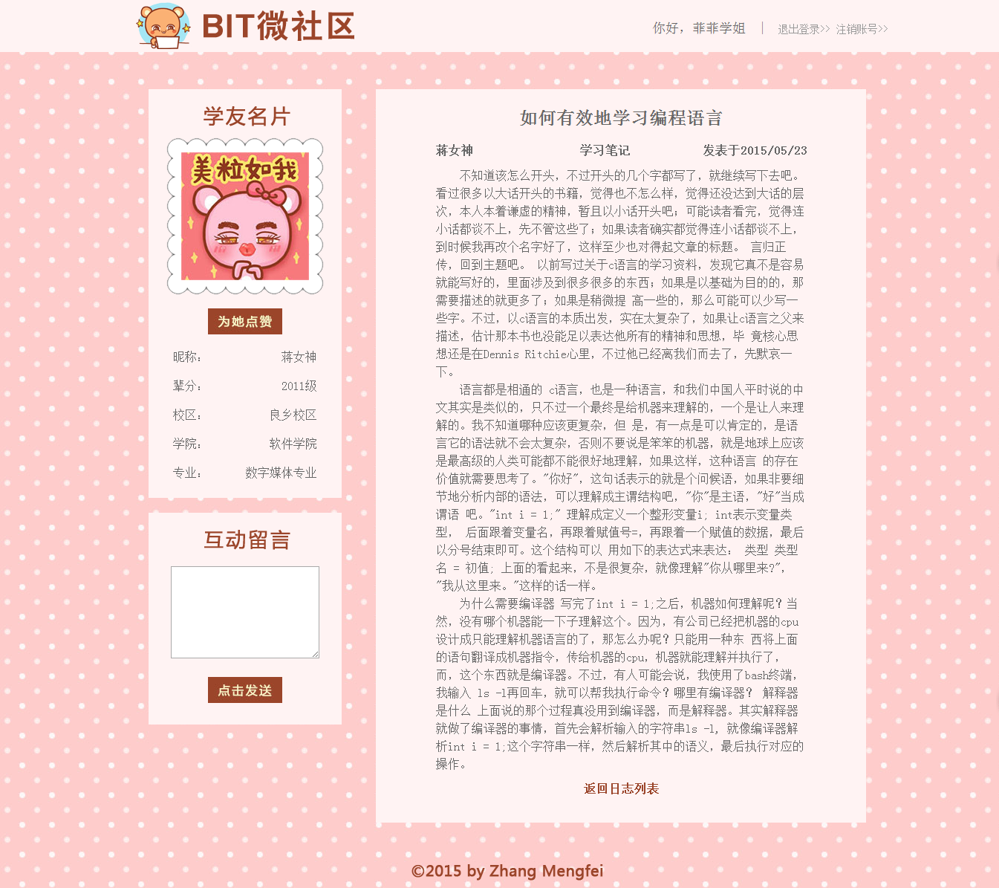 BIT微社区
你好，菲菲学姐 | 退出登录>> 注销账号>>
学友名片
美粒如我
为她点赞
昵称： 蒋女神
辈分： 2011级
校区： 良乡校区
学院： 软件学院
专业： 数字媒体专业
互动留言
点击发送
如何有效地学习编程语言
蒋女神 学习笔记 发表于2015/05/23
不知道该怎么开头，不过开头的几个字都写了，就继续写下去吧。
看过很多以大话开头的书籍，觉得也不怎么样，觉得还没达到大话的层
次，本人本着谦虚的精神，暂且以小话开头吧；可能读者看完，觉得连
小话都谈不上，先不管这些了；如果读者确实都觉得连小话都谈不上，
到时候我再改个名字好了，这样至少也对得起文章的标题。 言归正
传，回到主题吧。 以前写过关于c语言的学习资料，发现它真不是容易
就能写好的，里面涉及到很多很多的东西；如果是以基础为目的的，那
需要描述的就更多了；如果是稍微提 高一些的，那么可能可以少写一
些字。不过，以c语言的本质出发，实在太复杂了，如果让c语言之父来
描述，估计那本书也没能足以表达他所有的精神和思想，毕 竟核心思
想还是在Dennis Ritchie心里，不过他已经离我们而去了，先默哀一
下。
语言都是相通的 c语言，也是一种语言，和我们中国人平时说的中
文其实是类似的，只不过一个最终是给机器来理解的，一个是让人来理
解的。我不知道哪种应该更复杂，但 是，有一点是可以肯定的，是语
言它的语法就不会太复杂，否则不要说是笨笨的机器，就是地球上应该
是最高级的人类可能都不能很好地理解，如果这样，这种语言 的存在
价值就需要思考了。"你好"，这句话表示的就是个问候语，如果非要细
节地分析内部的语法，可以理解成主谓结构吧，"你"是主语，"好"当成
谓语 吧。"int i = 1;" 理解成定义一个整形变量i; int表示变量类
型， 后面跟着变量名，再跟着赋值号=，再跟着一个赋值的数据，最后
以分号结束即可。这个结构可以 用如下的表达式来表达： 类型 类型
名 = 初值; 上面的看起来，不是很复杂，就像理解"你从哪里来?"，
"我从这里来。"这样的话一样。
为什么需要编译器 写完了int i = 1;之后，机器如何理解呢？当
然，没有哪个机器能一下子理解这个。因为，有公司已经把机器的cpu
设计成只能理解机器语言的了，那怎么办呢？只能用一种东 西将上面
的语句翻译成机器指令，传给机器的cpu，机器就能理解并执行了，
而，这个东西就是编译器。不过，有人可能会说，我使用了bash终端，
我输入 ls -l再回车，就可以帮我执行命令？哪里有编译器？ 解释器
是什么 上面说的那个过程真没用到编译器，而是解释器。其实解释器
就做了编译器的事情，首先会解析输入的字符串ls -l, 就像编译器解
析int i = 1;这个字符串一样，然后解析其中的语义，最后执行对应的
操作。
返回日志列表
©2015 by Zhang Mengfei